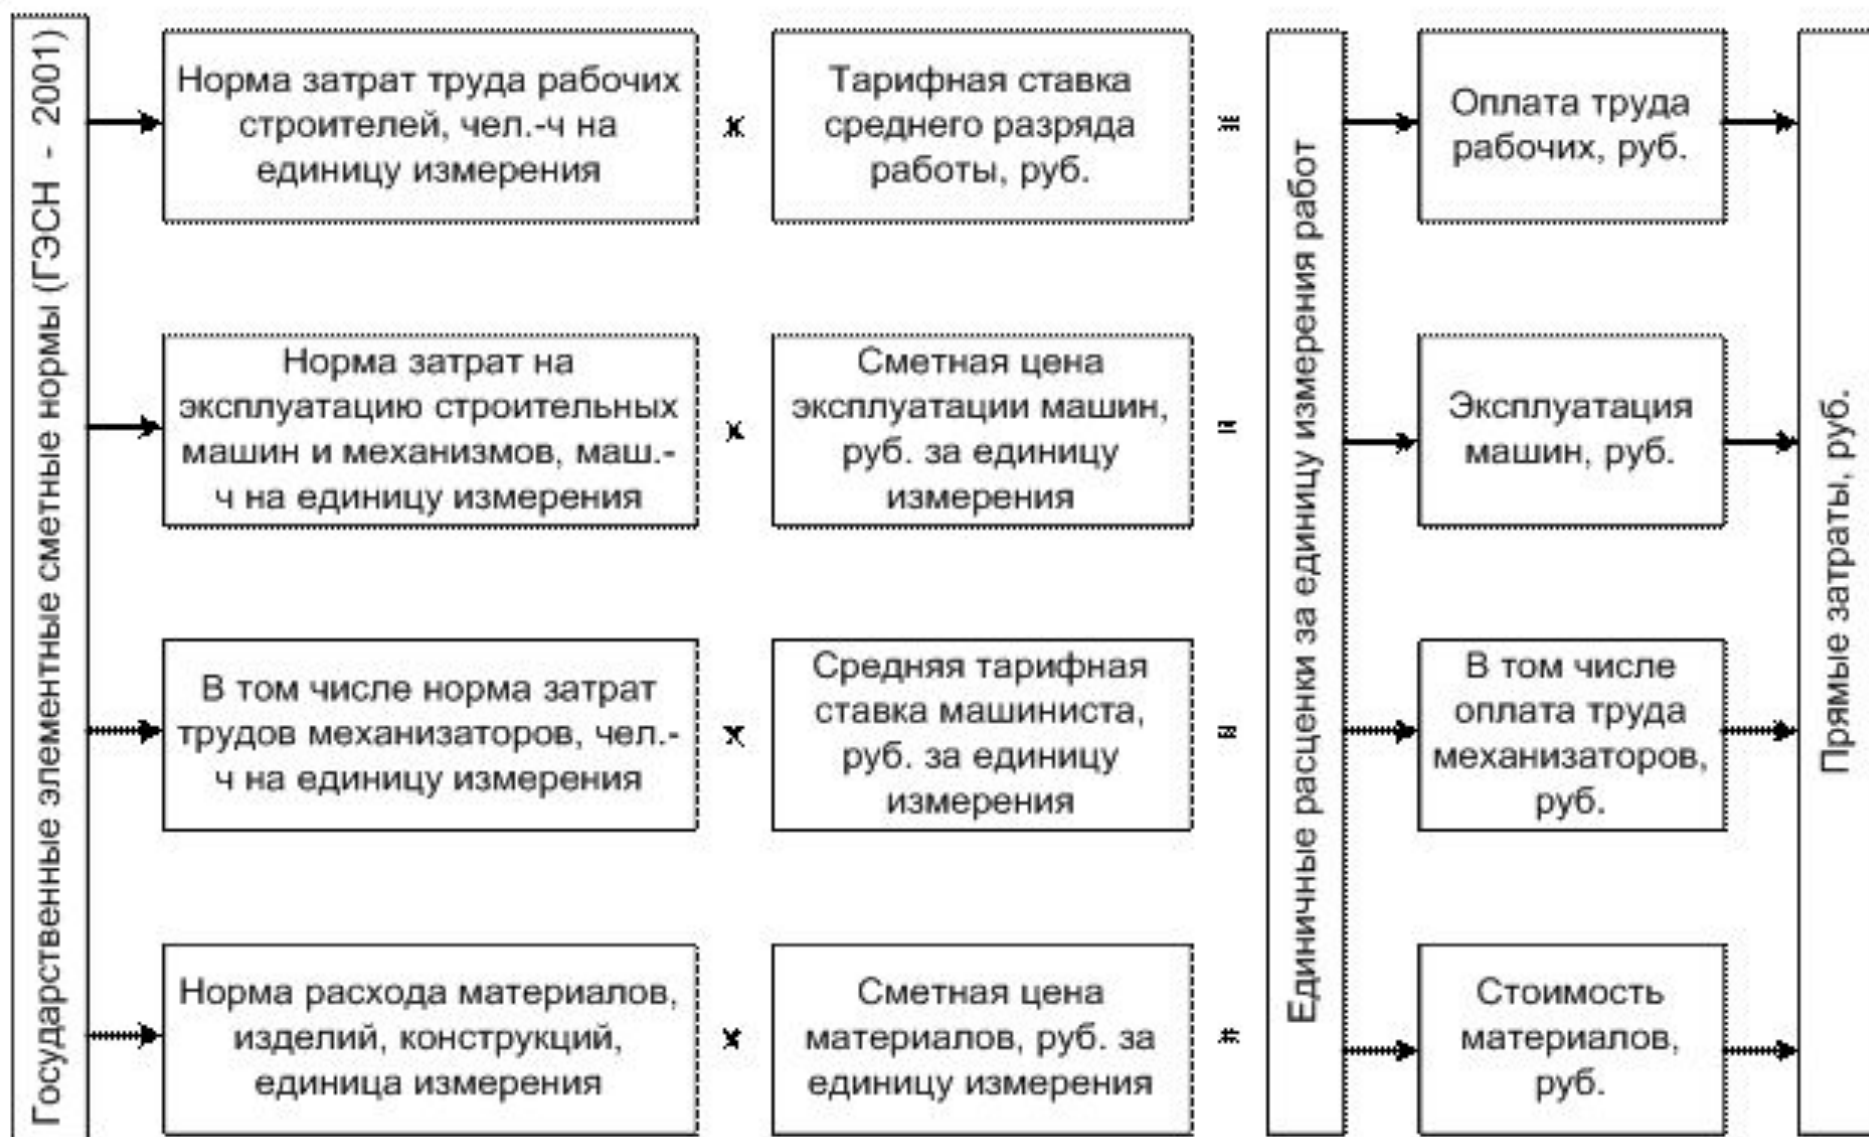 Государственные элементные сметные нормы (ГЭСН - 2001)
Норма затрат труда рабочих
строителей, чел.-ч на
единицу измерения
x
Тарифная ставка
среднего разряда
работы, руб.
=
Оплата труда
рабочих, руб.
Норма затрат на
эксплуатацию строительных
машин и механизмов, маш.-
ч на единицу измерения
x
Сметная цена
эксплуатации машин,
руб. за единицу
измерения
=
Эксплуатация
машин, руб.
В том числе норма затрат
трудов механизаторов, чел.-
ч на единицу измерения
x
Средняя тарифная
ставка машиниста,
руб. за единицу
измерения
=
В том числе
оплата труда
механизаторов,
руб.
Норма расхода материалов,
изделий, конструкций,
единица измерения
x
Сметная цена
материалов, руб. за
единицу измерения
=
Стоимость
материалов,
руб.
Единичные расценки за единицу измерения работ
Прямые затраты, руб.